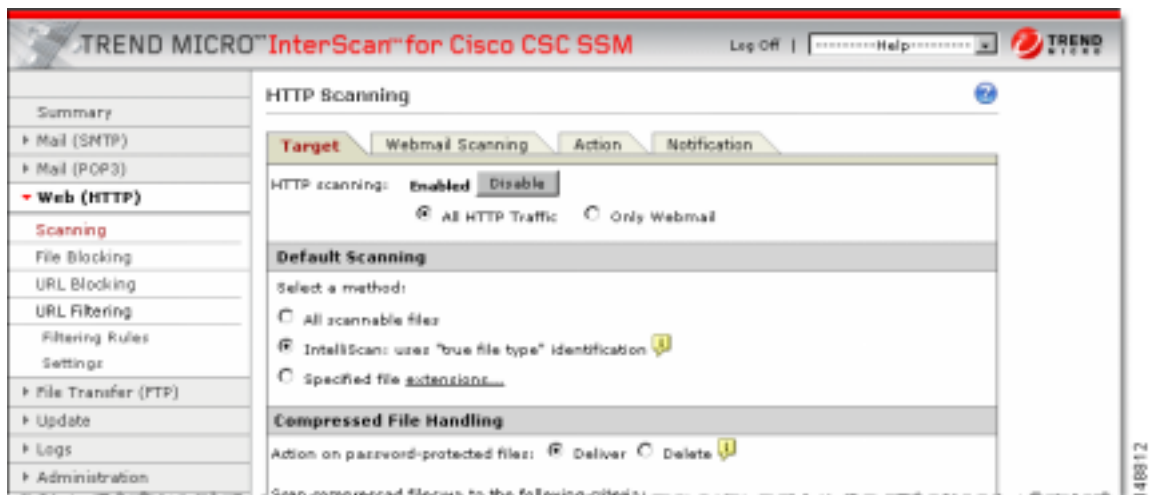 TREND MICRO™ InterScan™ for Cisco CSC SSM
Log Off | ----------Help----------
TREND MICRO
Summary
Mail (SMTP)
Mail (POP3)
Web (HTTP)
Scanning
File Blocking
URL Blocking
URL Filtering
Filtering Rules
Settings
File Transfer (FTP)
Update
Logs
Administration
HTTP Scanning
Target Webmail Scanning Action Notification
HTTP scanning: Enabled Disable
All HTTP Traffic Only Webmail
Default Scanning
Select a method:
All scannable files
IntelliScan: uses "true file type" identification
Specified file extensions...
Compressed File Handling
Action on password-protected files: Deliver Delete
148812